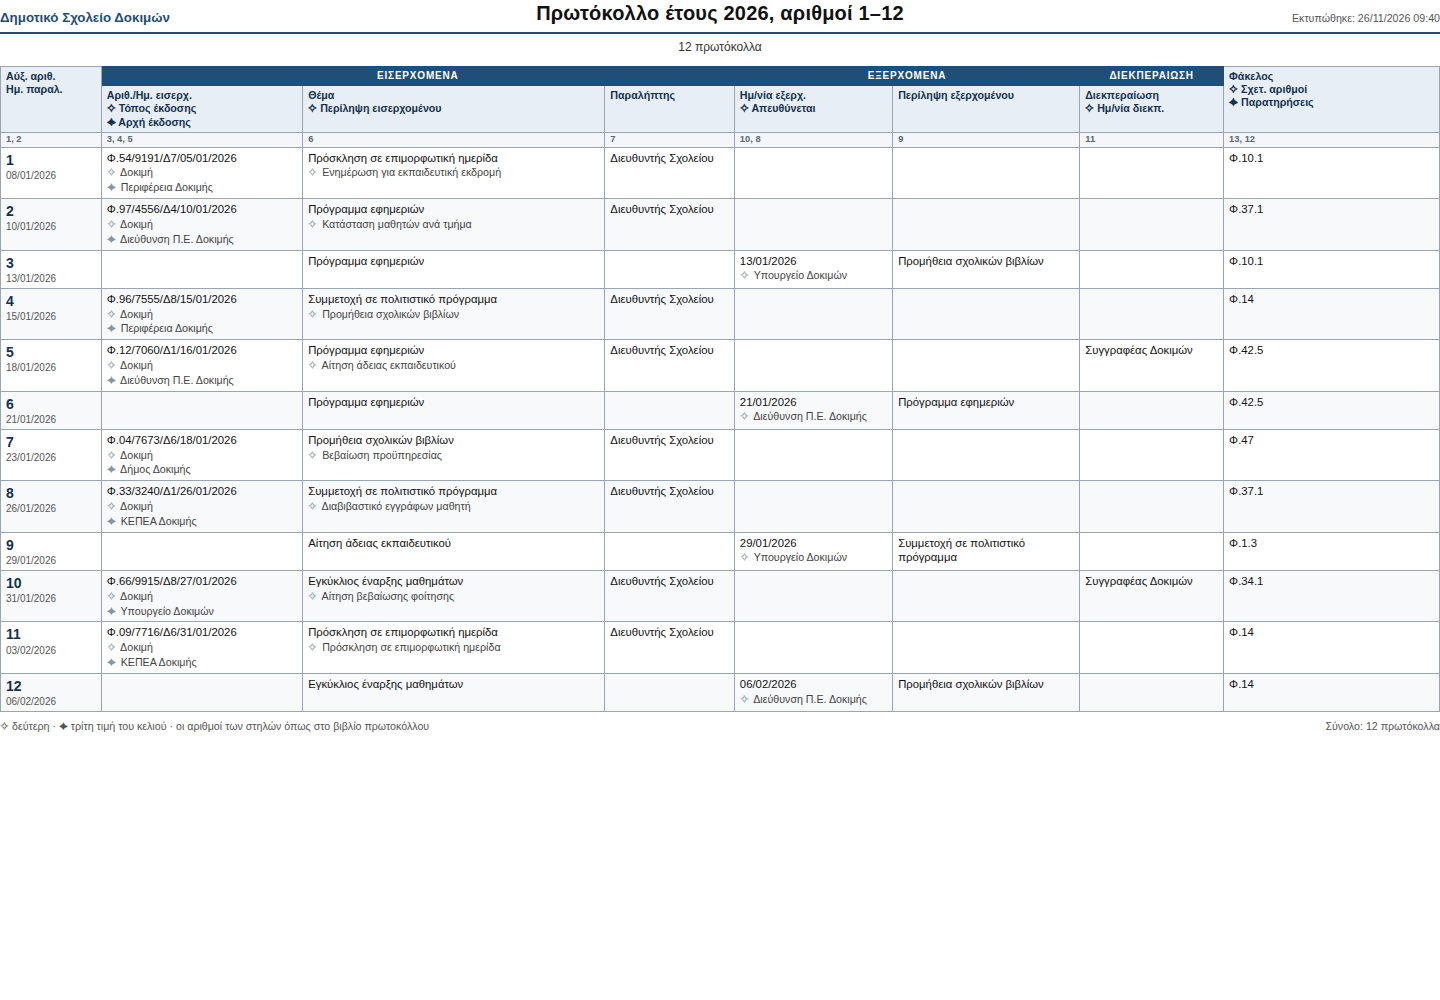 Δημοτικό Σχολείο Δοκιμών
Πρωτόκολλο έτους 2026, αριθμοί 1–12
Εκτυπώθηκε: 26/11/2026 09:40
12 πρωτόκολλα
Αύξ. αριθ.
Ημ. παραλ.
ΕΙΣΕΡΧΟΜΕΝΑ
ΕΞΕΡΧΟΜΕΝΑ
ΔΙΕΚΠΕΡΑΙΩΣΗ
Φάκελος
✧ Σχετ. αριθμοί
✦ Παρατηρήσεις
Αριθ./Ημ. εισερχ.
✧ Τόπος έκδοσης
✦ Αρχή έκδοσης
Θέμα
✧ Περίληψη εισερχομένου
Παραλήπτης
Ημ/νία εξερχ.
✧ Απευθύνεται
Περίληψη εξερχομένου
Διεκπεραίωση
✧ Ημ/νία διεκπ.
1, 2
3, 4, 5
6
7
10, 8
9
11
13, 12
1
08/01/2026
Φ.54/9191/Δ7/05/01/2026
✧ Δοκιμή
✦ Περιφέρεια Δοκιμής
Πρόσκληση σε επιμορφωτική ημερίδα
✧ Ενημέρωση για εκπαιδευτική εκδρομή
Διευθυντής Σχολείου
Φ.10.1
2
10/01/2026
Φ.97/4556/Δ4/10/01/2026
✧ Δοκιμή
✦ Διεύθυνση Π.Ε. Δοκιμής
Πρόγραμμα εφημεριών
✧ Κατάσταση μαθητών ανά τμήμα
Διευθυντής Σχολείου
Φ.37.1
3
13/01/2026
Πρόγραμμα εφημεριών
13/01/2026
✧ Υπουργείο Δοκιμών
Προμήθεια σχολικών βιβλίων
Φ.10.1
4
15/01/2026
Φ.96/7555/Δ8/15/01/2026
✧ Δοκιμή
✦ Περιφέρεια Δοκιμής
Συμμετοχή σε πολιτιστικό πρόγραμμα
✧ Προμήθεια σχολικών βιβλίων
Διευθυντής Σχολείου
Φ.14
5
18/01/2026
Φ.12/7060/Δ1/16/01/2026
✧ Δοκιμή
✦ Διεύθυνση Π.Ε. Δοκιμής
Πρόγραμμα εφημεριών
✧ Αίτηση άδειας εκπαιδευτικού
Διευθυντής Σχολείου
Συγγραφέας Δοκιμών
Φ.42.5
6
21/01/2026
Πρόγραμμα εφημεριών
21/01/2026
✧ Διεύθυνση Π.Ε. Δοκιμής
Πρόγραμμα εφημεριών
Φ.42.5
7
23/01/2026
Φ.04/7673/Δ6/18/01/2026
✧ Δοκιμή
✦ Δήμος Δοκιμής
Προμήθεια σχολικών βιβλίων
✧ Βεβαίωση προϋπηρεσίας
Διευθυντής Σχολείου
Φ.47
8
26/01/2026
Φ.33/3240/Δ1/26/01/2026
✧ Δοκιμή
✦ ΚΕΠΕΑ Δοκιμής
Συμμετοχή σε πολιτιστικό πρόγραμμα
✧ Διαβιβαστικό εγγράφων μαθητή
Διευθυντής Σχολείου
Φ.37.1
9
29/01/2026
Αίτηση άδειας εκπαιδευτικού
29/01/2026
✧ Υπουργείο Δοκιμών
Συμμετοχή σε πολιτιστικό
πρόγραμμα
Φ.1.3
10
31/01/2026
Φ.66/9915/Δ8/27/01/2026
✧ Δοκιμή
✦ Υπουργείο Δοκιμών
Εγκύκλιος έναρξης μαθημάτων
✧ Αίτηση βεβαίωσης φοίτησης
Διευθυντής Σχολείου
Συγγραφέας Δοκιμών
Φ.34.1
11
03/02/2026
Φ.09/7716/Δ6/31/01/2026
✧ Δοκιμή
✦ ΚΕΠΕΑ Δοκιμής
Πρόσκληση σε επιμορφωτική ημερίδα
✧ Πρόσκληση σε επιμορφωτική ημερίδα
Διευθυντής Σχολείου
Φ.14
12
06/02/2026
Εγκύκλιος έναρξης μαθημάτων
06/02/2026
✧ Διεύθυνση Π.Ε. Δοκιμής
Προμήθεια σχολικών βιβλίων
Φ.14
✧ δεύτερη · ✦ τρίτη τιμή του κελιού · οι αριθμοί των στηλών όπως στο βιβλίο πρωτοκόλλου
Σύνολο: 12 πρωτόκολλα